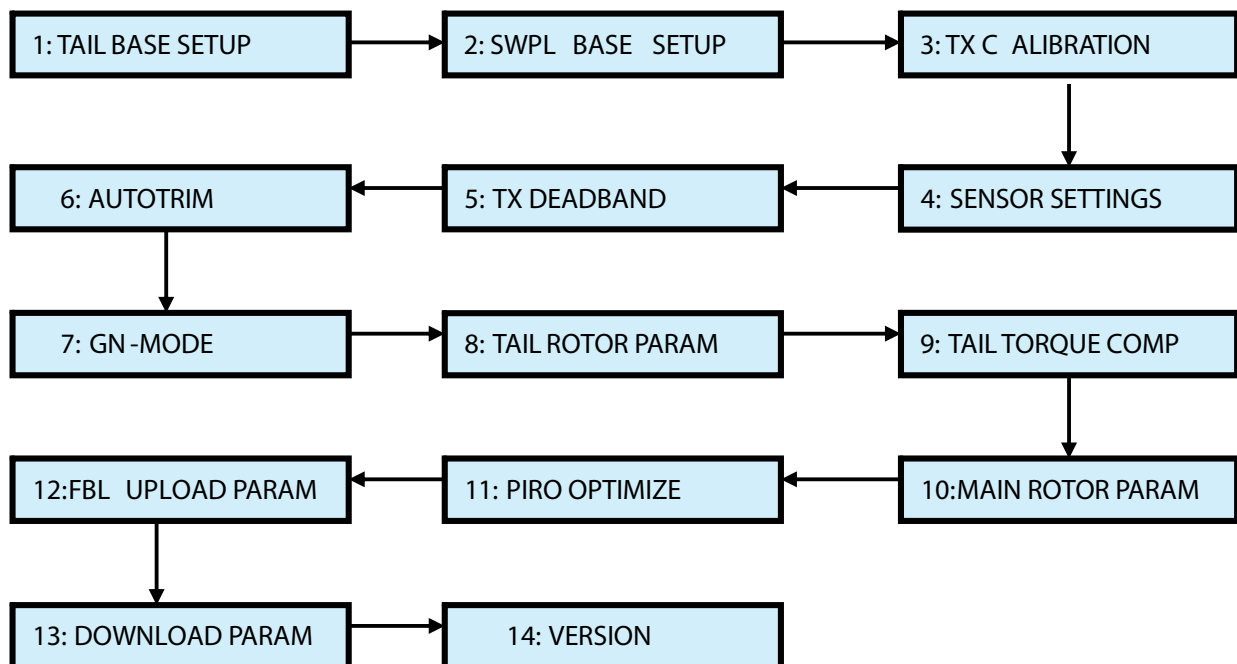 1: TAIL BASE SETUP
2: SWPL BASE SETUP
3: TX C ALIBRATION
4: SENSOR SETTINGS
5: TX DEADBAND
6: AUTOTRIM
7: GN-MODE
8: TAIL ROTOR PARAM
9: TAIL TORQUE COMP
10:MAIN ROTOR PARAM
11: PIRO OPTIMIZE
12:FBL UPLOAD PARAM
13: DOWNLOAD PARAM
14: VERSION